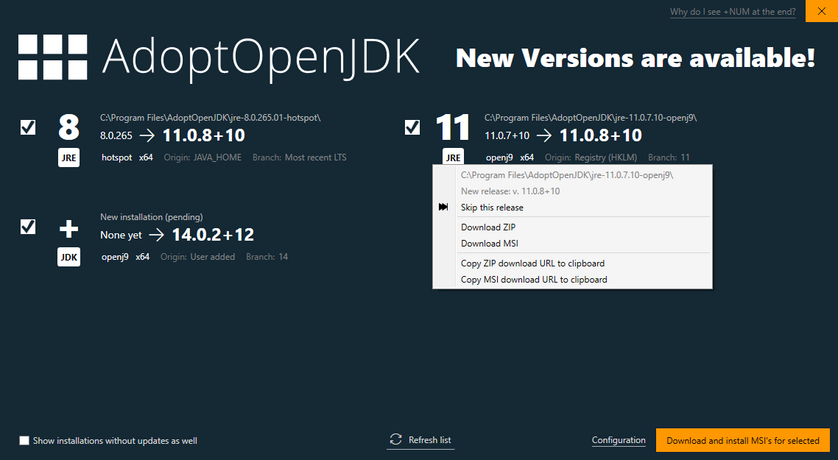 Why do I see +NUM at the end?
AdoptOpenJDK
New Versions are available!
8
JRE
C:\Program Files\AdoptOpenJDK\jre-8.0.265.01-hotspot\
8.0.265 → 11.0.8+10
hotspot x64 Origin: JAVA_HOME Branch: Most recent LTS
11
JRE
C:\Program Files\AdoptOpenJDK\jre-11.0.7.10-openj9\
11.0.7+10 → 11.0.8+10
openj9 x64 Origin: Registry (HKLM) Branch: 11
C:\Program Files\AdoptOpenJDK\jre-11.0.7.10-openj9\
New release: v. 11.0.8+10
Skip this release
Download ZIP
Download MSI
Copy ZIP download URL to clipboard
Copy MSI download URL to clipboard
+
JDK
New installation (pending)
None yet → 14.0.2+12
openj9 x64 Origin: User added Branch: 14
Show installations without updates as well
Refresh list
Configuration
Download and install MSI's for selected